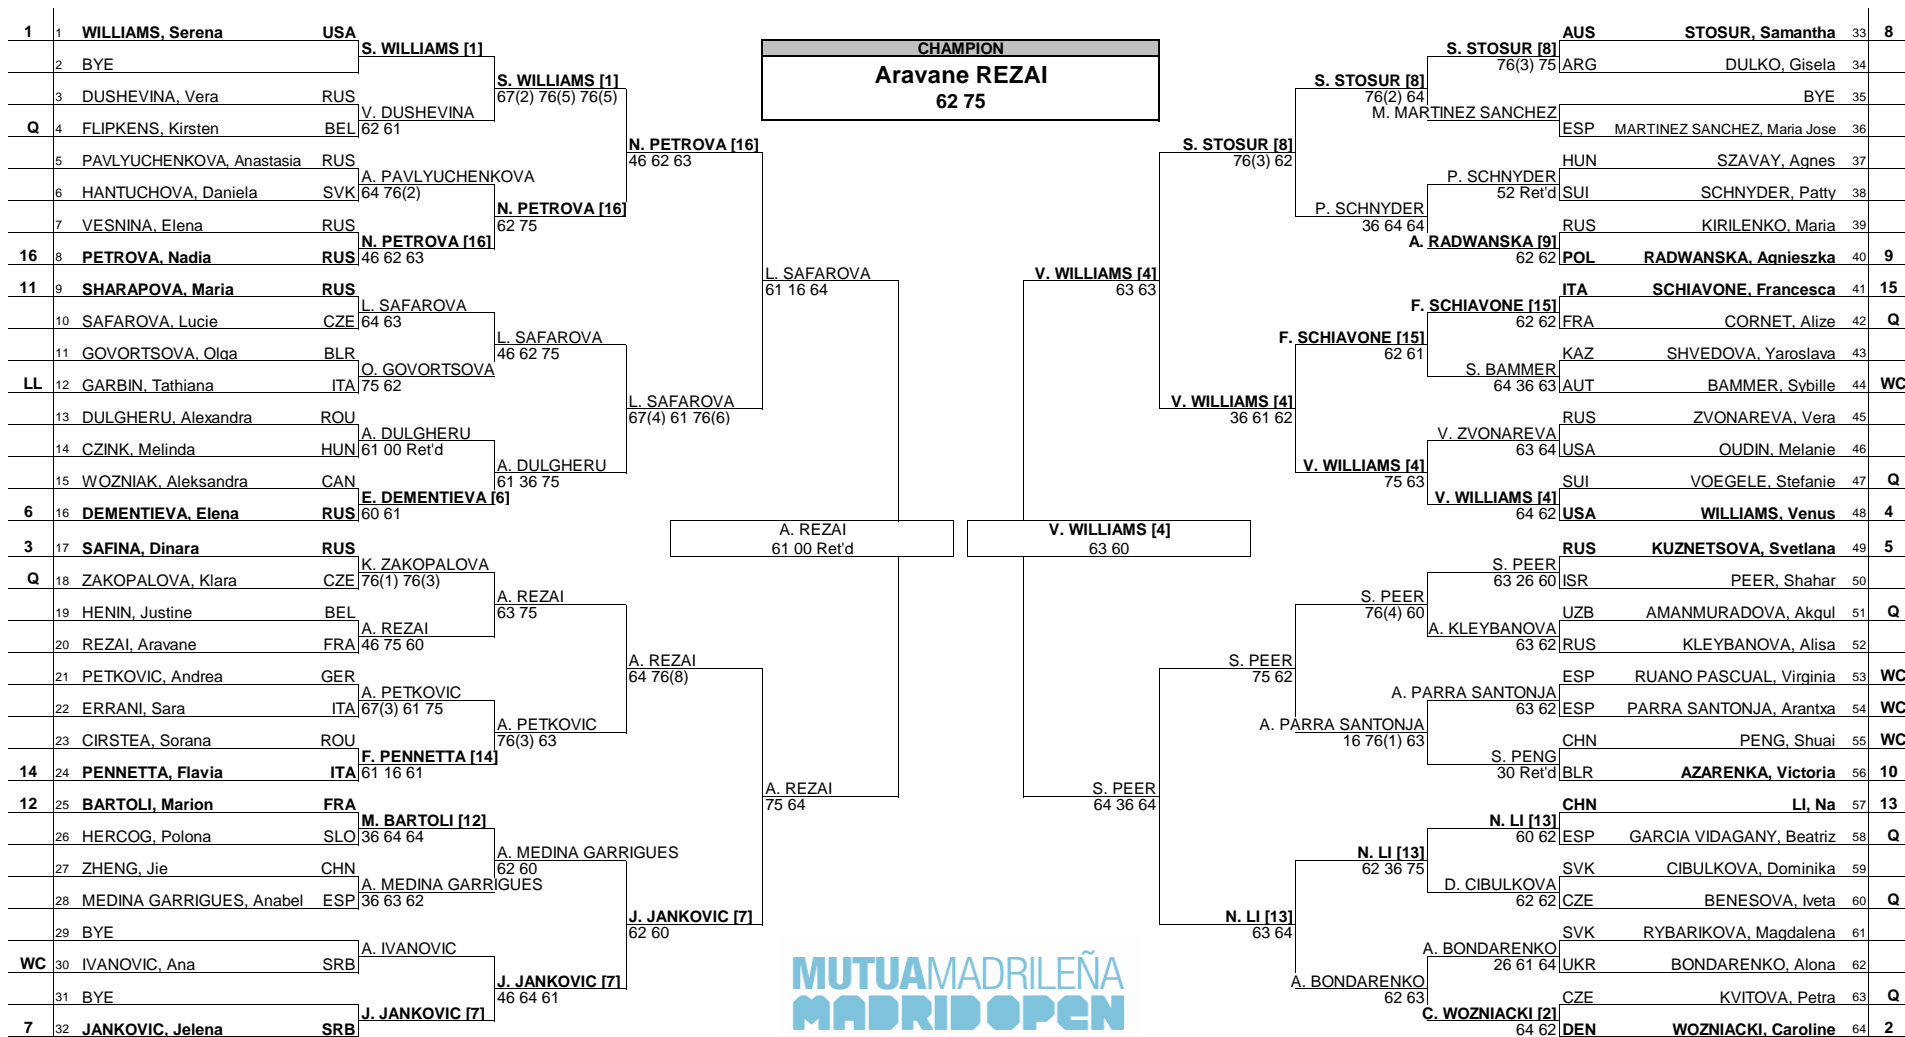 1 1 WILLIAMS, Serena USA
2 BYE
3 DUSHEVINA, Vera RUS
Q 4 FLIPKENS, Kirsten BEL
5 PAVLYUCHENKOVA, Anastasia RUS
6 HANTUCHOVA, Daniela SVK
7 VESNINA, Elena RUS
16 8 PETROVA, Nadia RUS
11 9 SHARAPOVA, Maria RUS
10 SAFAROVA, Lucie CZE
11 GOVORTSOVA, Olga BLR
LL 12 GARBIN, Tathiana ITA
13 DULGHERU, Alexandra ROU
14 CZINK, Melinda HUN
15 WOZNIAK, Aleksandra CAN
6 16 DEMENTIEVA, Elena RUS
3 17 SAFINA, Dinara RUS
Q 18 ZAKOPALOVA, Klara CZE
19 HENIN, Justine BEL
20 REZAI, Aravane FRA
21 PETKOVIC, Andrea GER
22 ERRANI, Sara ITA
23 CIRSTEA, Sorana ROU
14 24 PENNETTA, Flavia ITA
12 25 BARTOLI, Marion FRA
26 HERCOG, Polona SLO
27 ZHENG, Jie CHN
28 MEDINA GARRIGUES, Anabel ESP
29 BYE
WC 30 IVANOVIC, Ana SRB
31 BYE
7 32 JANKOVIC, Jelena SRB
S. WILLIAMS [1]
V. DUSHEVINA
62 61
A. PAVLYUCHENKOVA
64 76(2)
N. PETROVA [16]
46 62 63
L. SAFAROVA
64 63
O. GOVORTSOVA
75 62
A. DULGHERU
61 00 Ret'd
E. DEMENTIEVA [6]
60 61
K. ZAKOPALOVA
76(1) 76(3)
A. REZAI
46 75 60
A. PETKOVIC
67(3) 61 75
F. PENNETTA [14]
61 16 61
M. BARTOLI [12]
36 64 64
A. MEDINA GARRIGUES
36 63 62
A. IVANOVIC
J. JANKOVIC [7]
S. WILLIAMS [1]
67(2) 76(5) 76(5)
N. PETROVA [16]
62 75
L. SAFAROVA
46 62 75
A. DULGHERU
61 36 75
A. REZAI
63 75
A. PETKOVIC
76(3) 63
A. MEDINA GARRIGUES
62 60
J. JANKOVIC [7]
46 64 61
N. PETROVA [16]
46 62 63
L. SAFAROVA
67(4) 61 76(6)
A. REZAI
64 76(8)
J. JANKOVIC [7]
62 60
L. SAFAROVA
61 16 64
A. REZAI
75 64
A. REZAI
61 00 Ret'd
CHAMPION
Aravane REZAI
62 75
V. WILLIAMS [4]
63 60
V. WILLIAMS [4]
63 63
S. PEER
64 36 64
S. STOSUR [8]
76(3) 62
V. WILLIAMS [4]
36 61 62
S. PEER
75 62
N. LI [13]
63 64
S. STOSUR [8]
76(2) 64
P. SCHNYDER
36 64 64
F. SCHIAVONE [15]
62 61
V. WILLIAMS [4]
75 63
S. PEER
76(4) 60
A. PARRA SANTONJA
16 76(1) 63
N. LI [13]
62 36 75
A. BONDARENKO
62 63
S. STOSUR [8]
76(3) 75
M. MARTINEZ SANCHEZ
P. SCHNYDER
52 Ret'd
A. RADWANSKA [9]
62 62
F. SCHIAVONE [15]
62 62
S. BAMMER
64 36 63
V. ZVONAREVA
63 64
V. WILLIAMS [4]
64 62
S. PEER
63 26 60
A. KLEYBANOVA
63 62
A. PARRA SANTONJA
63 62
S. PENG
30 Ret'd
N. LI [13]
60 62
D. CIBULKOVA
62 62
A. BONDARENKO
26 61 64
C. WOZNIACKI [2]
64 62
AUS STOSUR, Samantha 33 8
ARG DULKO, Gisela 34
BYE 35
ESP MARTINEZ SANCHEZ, Maria Jose 36
HUN SZAVAY, Agnes 37
SUI SCHNYDER, Patty 38
RUS KIRILENKO, Maria 39
POL RADWANSKA, Agnieszka 40 9
ITA SCHIAVONE, Francesca 41 15
FRA CORNET, Alize 42 Q
KAZ SHVEDOVA, Yaroslava 43
AUT BAMMER, Sybille 44 WC
RUS ZVONAREVA, Vera 45
USA OUDIN, Melanie 46
SUI VOEGELE, Stefanie 47 Q
USA WILLIAMS, Venus 48 4
RUS KUZNETSOVA, Svetlana 49 5
ISR PEER, Shahar 50
UZB AMANMURADOVA, Akgul 51 Q
RUS KLEYBANOVA, Alisa 52
ESP RUANO PASCUAL, Virginia 53 WC
ESP PARRA SANTONJA, Arantxa 54 WC
CHN PENG, Shuai 55 WC
BLR AZARENKA, Victoria 56 10
CHN LI, Na 57 13
ESP GARCIA VIDAGANY, Beatriz 58 Q
SVK CIBULKOVA, Dominika 59
CZE BENESOVA, Iveta 60 Q
SVK RYBARIKOVA, Magdalena 61
UKR BONDARENKO, Alona 62
CZE KVITOVA, Petra 63 Q
DEN WOZNIACKI, Caroline 64 2
MUTUAMADRILEÑA
MADRID OPEN